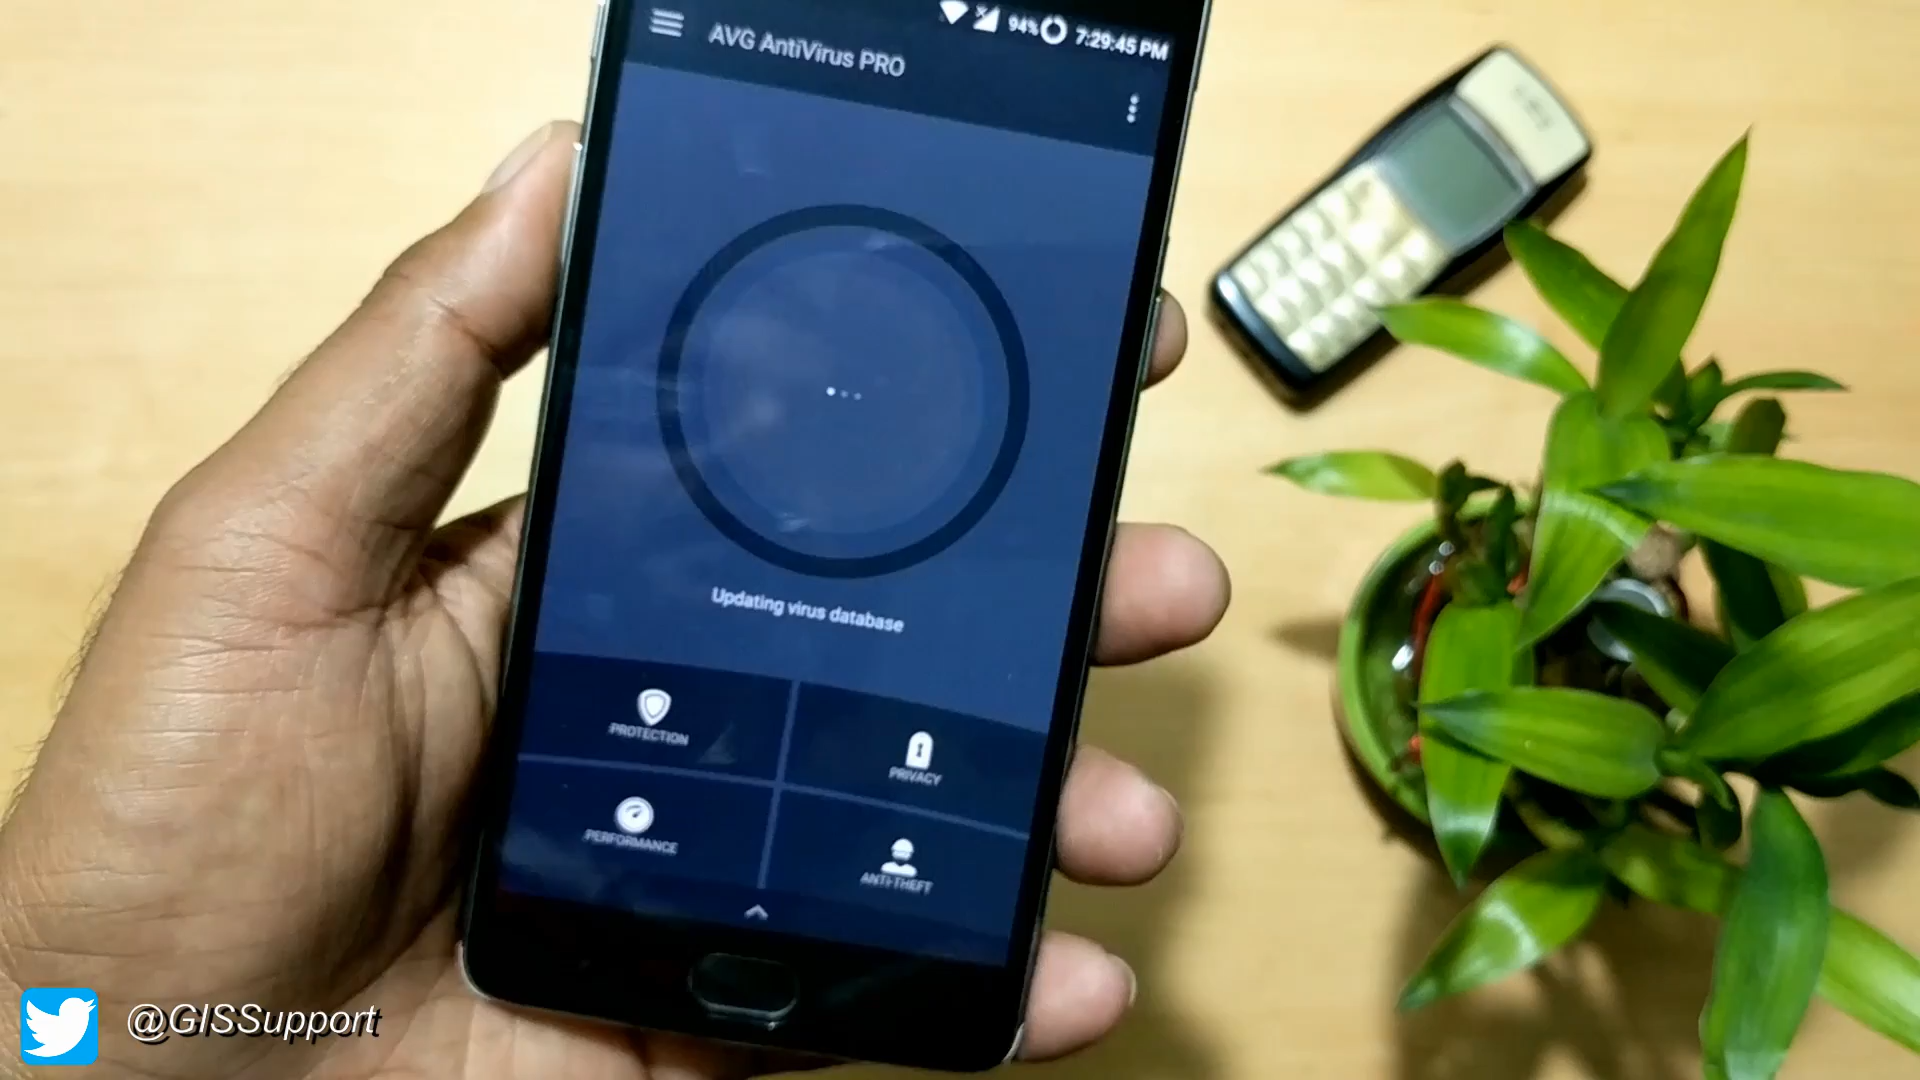 94% 7:29:45 PM
AVG AntiVirus PRO
Updating virus database
PROTECTION
PRIVACY
PERFORMANCE
ANTI-THEFT
@GISSupport